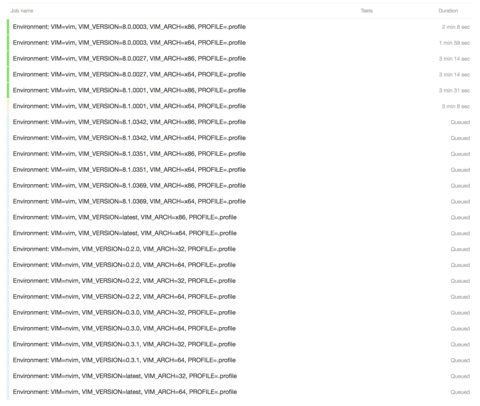 Job name Tests Duration
Environment: VIM=vim, VIM_VERSION=8.0.0003, VIM_ARCH=x86, PROFILE=.profile 2 min 8 sec
Environment: VIM=vim, VIM_VERSION=8.0.0003, VIM_ARCH=x64, PROFILE=.profile 1 min 59 sec
Environment: VIM=vim, VIM_VERSION=8.0.0027, VIM_ARCH=x86, PROFILE=.profile 3 min 14 sec
Environment: VIM=vim, VIM_VERSION=8.0.0027, VIM_ARCH=x64, PROFILE=.profile 3 min 14 sec
Environment: VIM=vim, VIM_VERSION=8.1.0001, VIM_ARCH=x86, PROFILE=.profile 3 min 31 sec
Environment: VIM=vim, VIM_VERSION=8.1.0001, VIM_ARCH=x64, PROFILE=.profile 3 min 8 sec
Environment: VIM=vim, VIM_VERSION=8.1.0342, VIM_ARCH=x86, PROFILE=.profile Queued
Environment: VIM=vim, VIM_VERSION=8.1.0342, VIM_ARCH=x64, PROFILE=.profile Queued
Environment: VIM=vim, VIM_VERSION=8.1.0351, VIM_ARCH=x86, PROFILE=.profile Queued
Environment: VIM=vim, VIM_VERSION=8.1.0351, VIM_ARCH=x64, PROFILE=.profile Queued
Environment: VIM=vim, VIM_VERSION=8.1.0369, VIM_ARCH=x86, PROFILE=.profile Queued
Environment: VIM=vim, VIM_VERSION=8.1.0369, VIM_ARCH=x64, PROFILE=.profile Queued
Environment: VIM=vim, VIM_VERSION=latest, VIM_ARCH=x86, PROFILE=.profile Queued
Environment: VIM=vim, VIM_VERSION=latest, VIM_ARCH=x64, PROFILE=.profile Queued
Environment: VIM=nvim, VIM_VERSION=0.2.0, VIM_ARCH=32, PROFILE=.profile Queued
Environment: VIM=nvim, VIM_VERSION=0.2.0, VIM_ARCH=64, PROFILE=.profile Queued
Environment: VIM=nvim, VIM_VERSION=0.2.2, VIM_ARCH=32, PROFILE=.profile Queued
Environment: VIM=nvim, VIM_VERSION=0.2.2, VIM_ARCH=64, PROFILE=.profile Queued
Environment: VIM=nvim, VIM_VERSION=0.3.0, VIM_ARCH=32, PROFILE=.profile Queued
Environment: VIM=nvim, VIM_VERSION=0.3.0, VIM_ARCH=64, PROFILE=.profile Queued
Environment: VIM=nvim, VIM_VERSION=0.3.1, VIM_ARCH=32, PROFILE=.profile Queued
Environment: VIM=nvim, VIM_VERSION=0.3.1, VIM_ARCH=64, PROFILE=.profile Queued
Environment: VIM=nvim, VIM_VERSION=latest, VIM_ARCH=32, PROFILE=.profile Queued
Environment: VIM=nvim, VIM_VERSION=latest, VIM_ARCH=64, PROFILE=.profile Queued